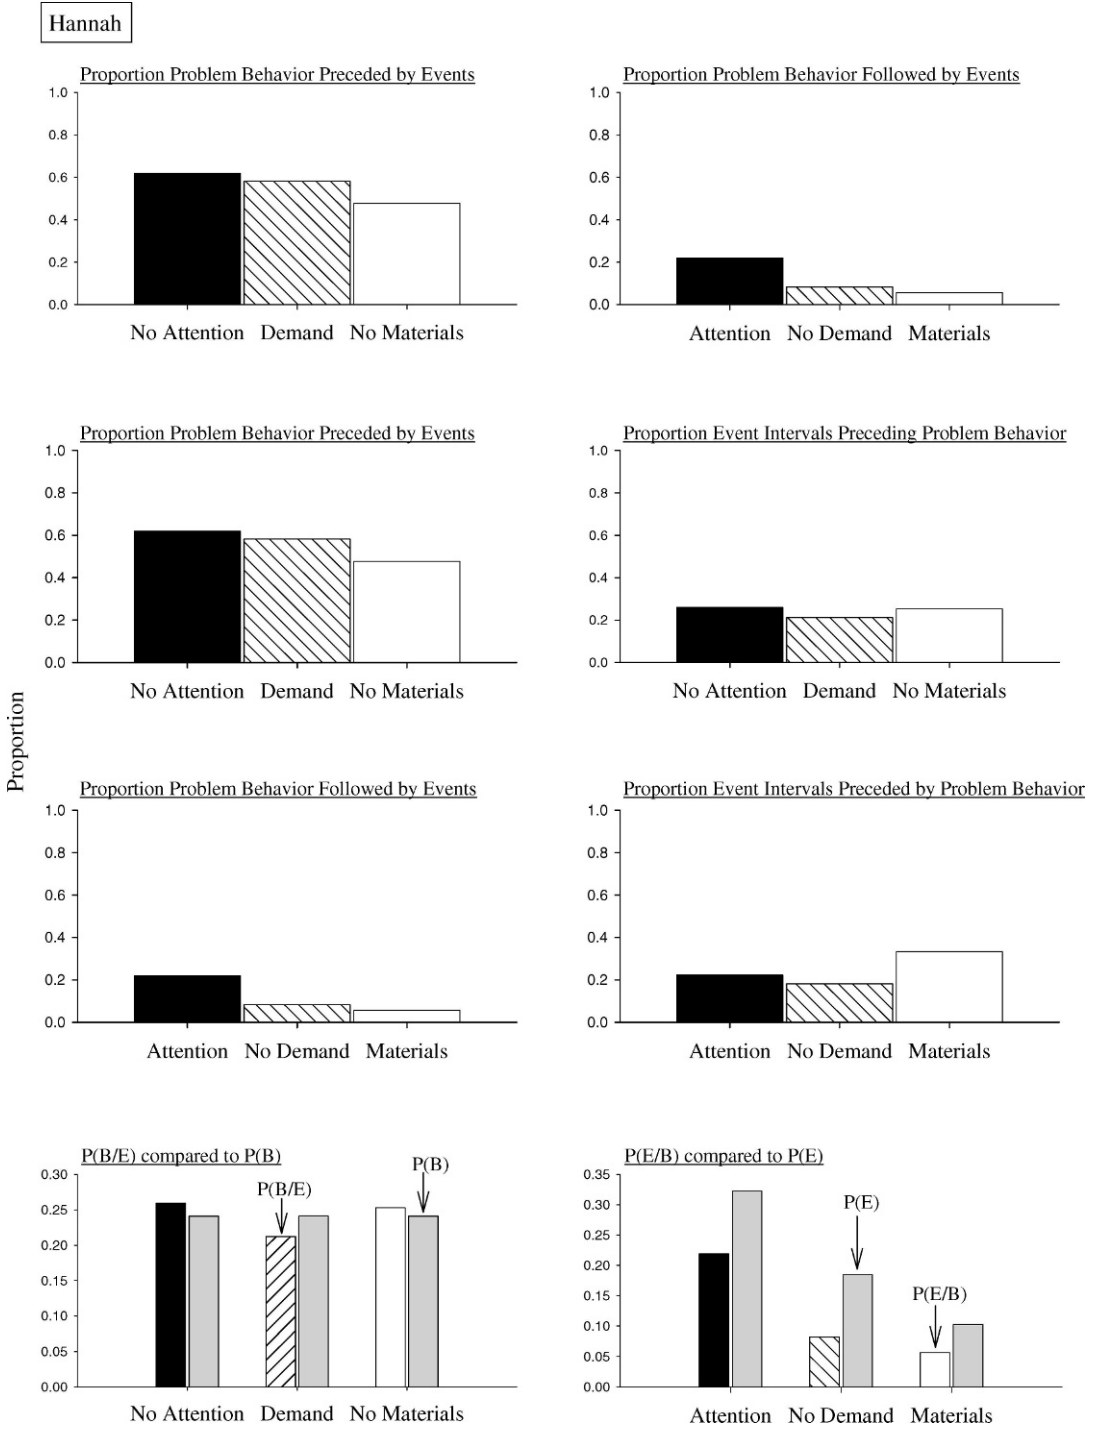 Hannah
Proportion
Proportion Problem Behavior Preceded by Events
1.0
0.8
0.6
0.4
0.2
0.0
No Attention Demand No Materials
Proportion Problem Behavior Followed by Events
1.0
0.8
0.6
0.4
0.2
0.0
Attention No Demand Materials
Proportion Problem Behavior Preceded by Events
1.0
0.8
0.6
0.4
0.2
0.0
No Attention Demand No Materials
Proportion Event Intervals Preceding Problem Behavior
1.0
0.8
0.6
0.4
0.2
0.0
No Attention Demand No Materials
Proportion Problem Behavior Followed by Events
1.0
0.8
0.6
0.4
0.2
0.0
Attention No Demand Materials
Proportion Event Intervals Preceded by Problem Behavior
1.0
0.8
0.6
0.4
0.2
0.0
Attention No Demand Materials
P(B/E) compared to P(B)
P(B)
P(B/E)
0.30
0.25
0.20
0.15
0.10
0.05
0.00
No Attention Demand No Materials
P(E/B) compared to P(E)
P(E)
P(E/B)
0.35
0.30
0.25
0.20
0.15
0.10
0.05
0.00
Attention No Demand Materials